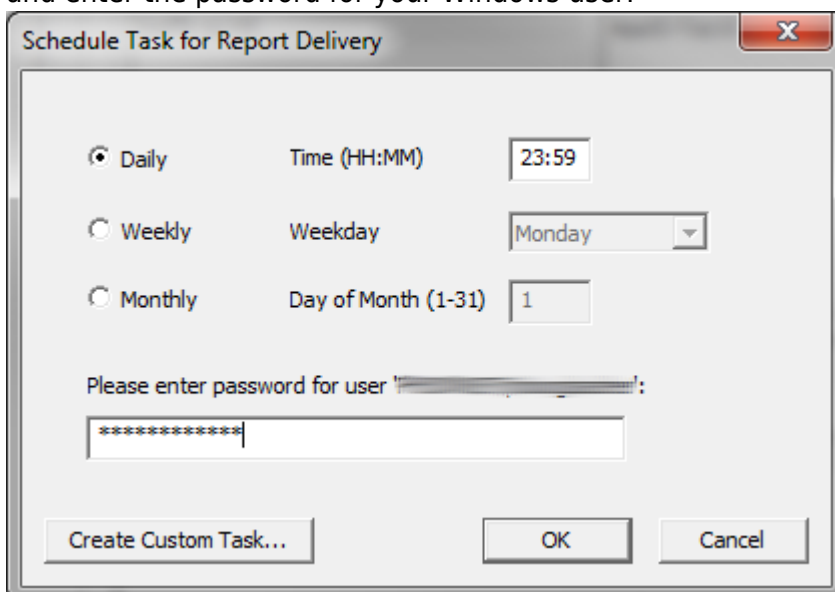 and enter the password for your Windows user.
Schedule Task for Report Delivery
Daily Time (HH:MM) 23:59
Weekly Weekday Monday
Monthly Day of Month (1-31) 1
Please enter password for user '':
************
Create Custom Task... OK Cancel